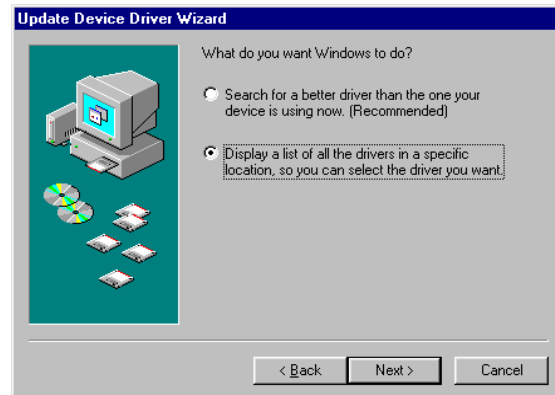 Update Device Driver Wizard
What do you want Windows to do?
Search for a better driver than the one your
device is using now. (Recommended)
Display a list of all the drivers in a specific
location, so you can select the driver you want.
< Back
Next >
Cancel